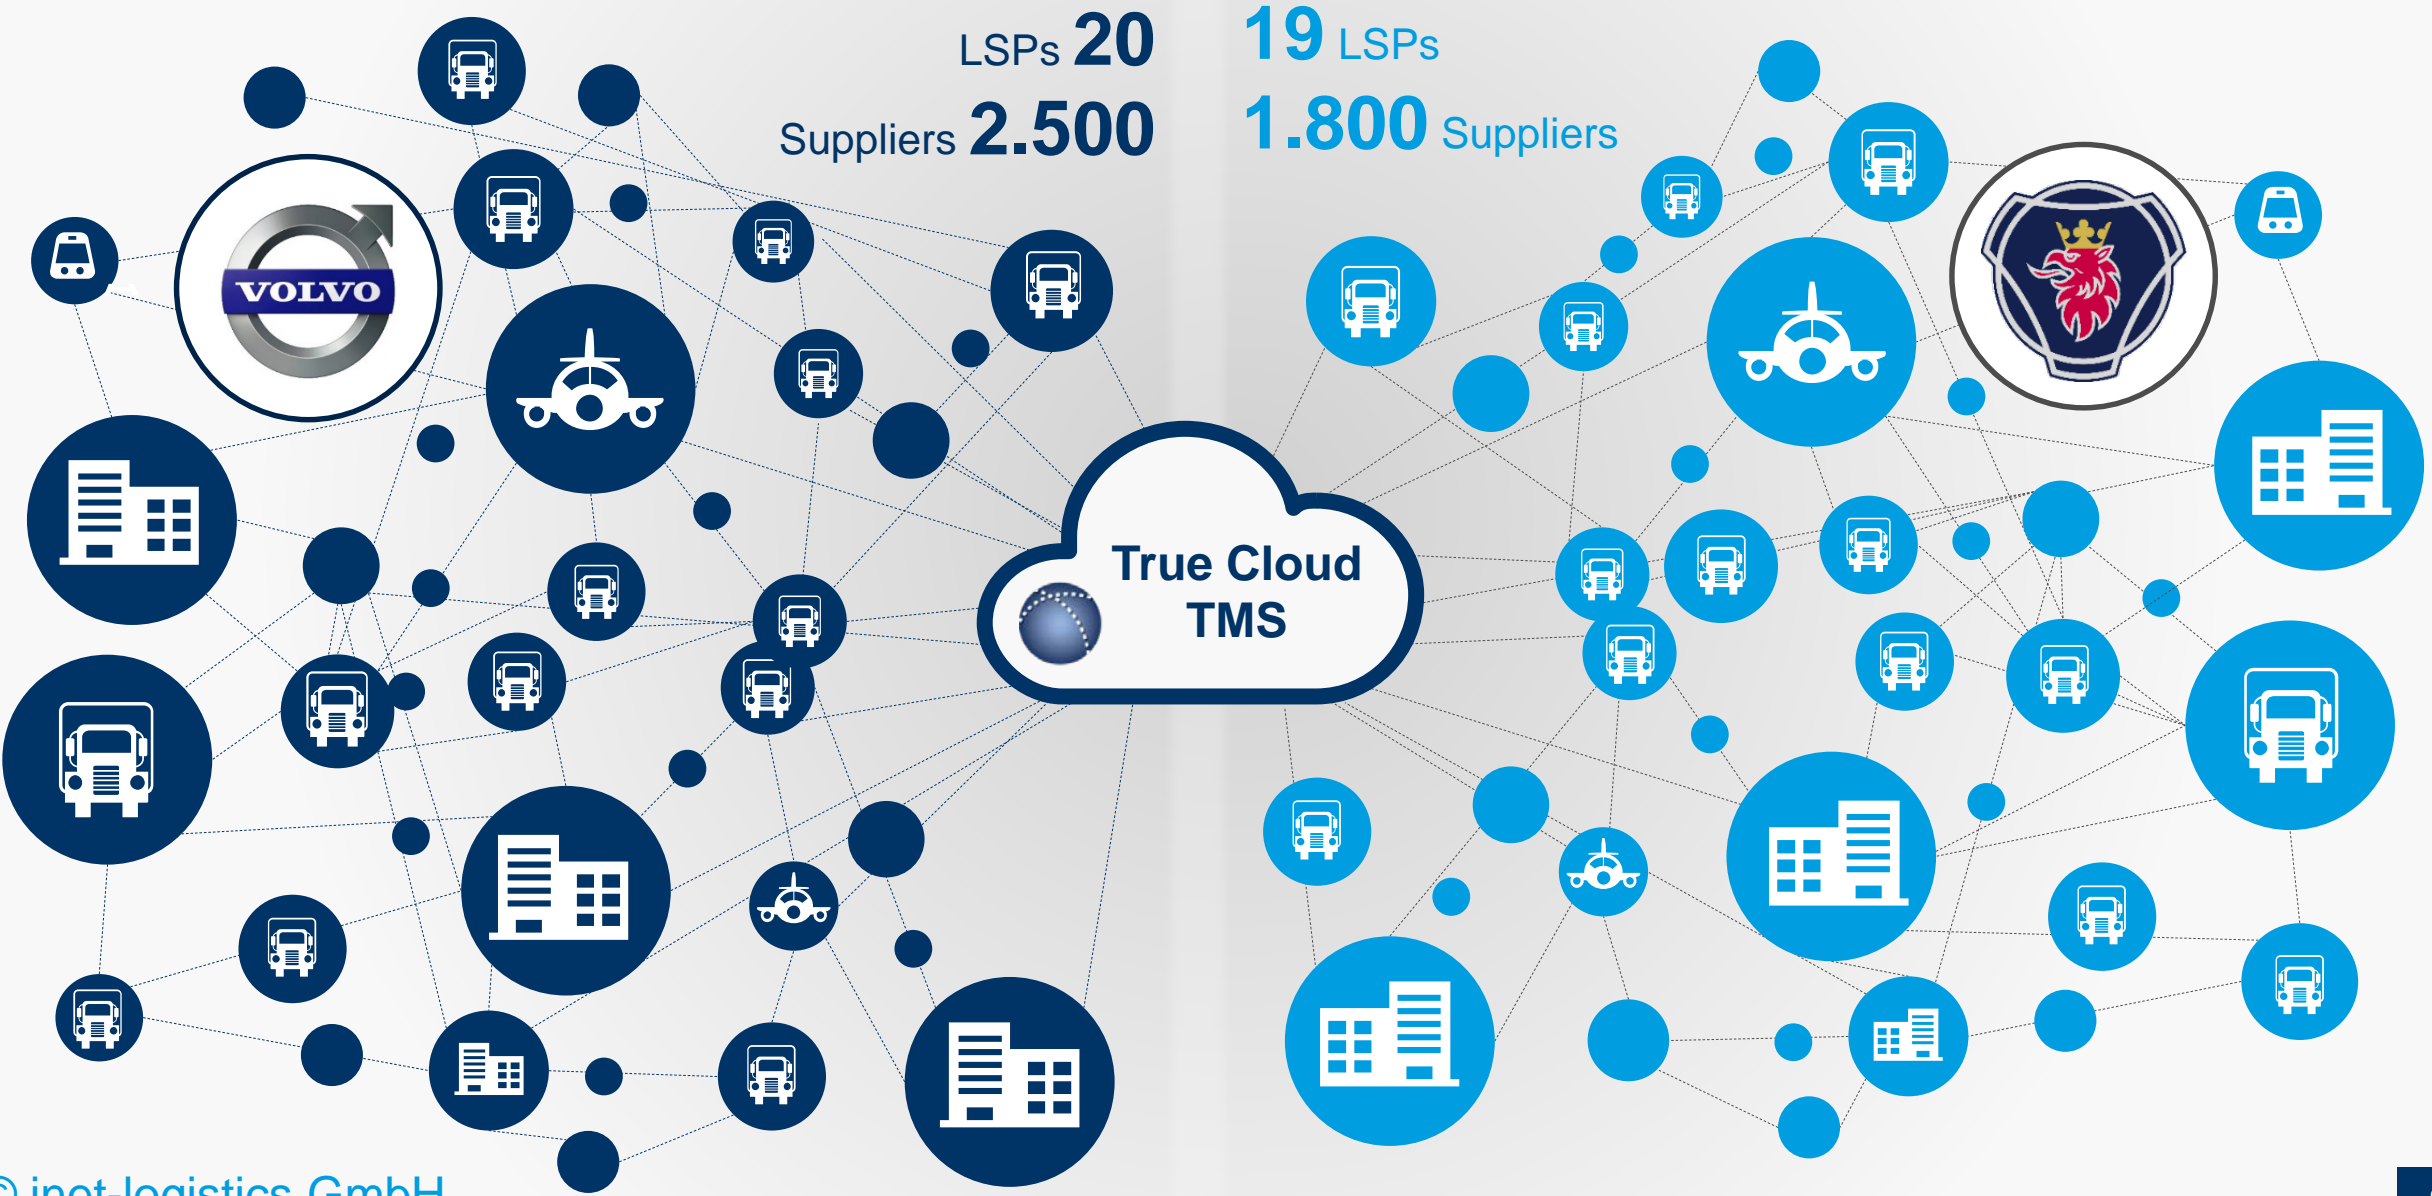 LSPs 20
Suppliers 2.500
19 LSPs
1.800 Suppliers
VOLVO
True Cloud
TMS
© inet-logistics GmbH